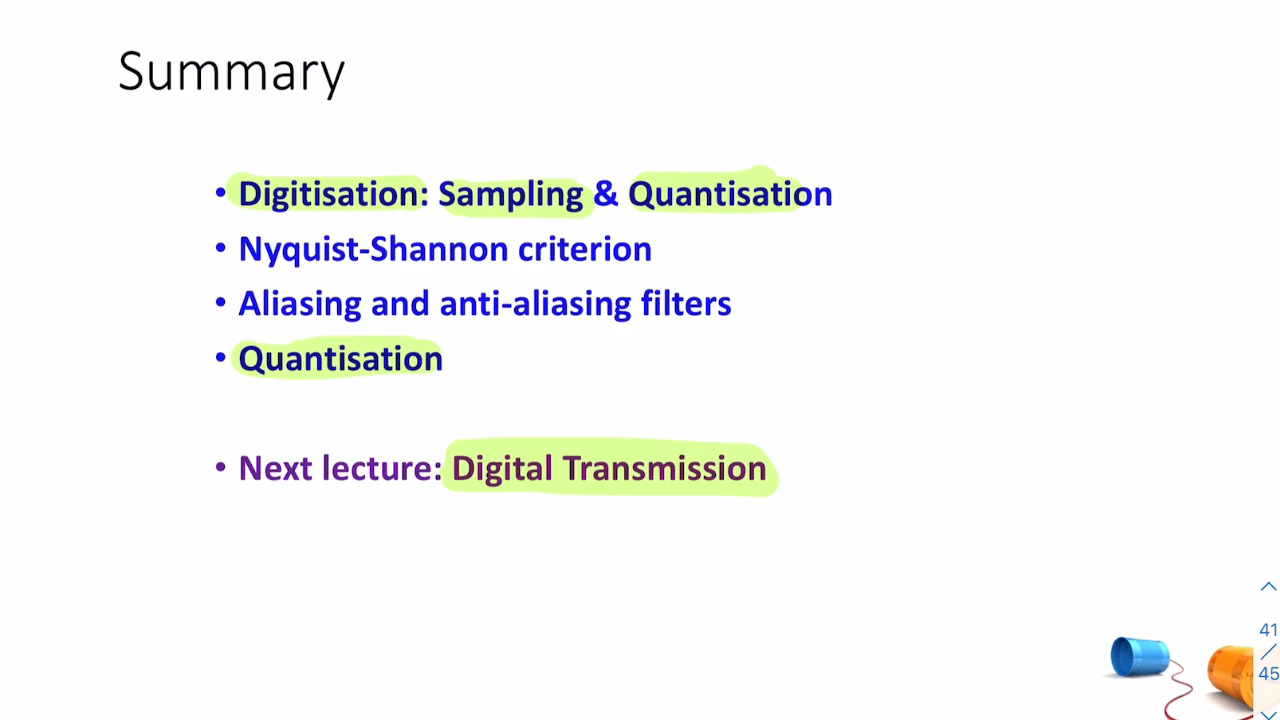 Summary
• Digitisation: Sampling & Quantisation
• Nyquist-Shannon criterion
• Aliasing and anti-aliasing filters
• Quantisation
• Next lecture: Digital Transmission
41
/
45